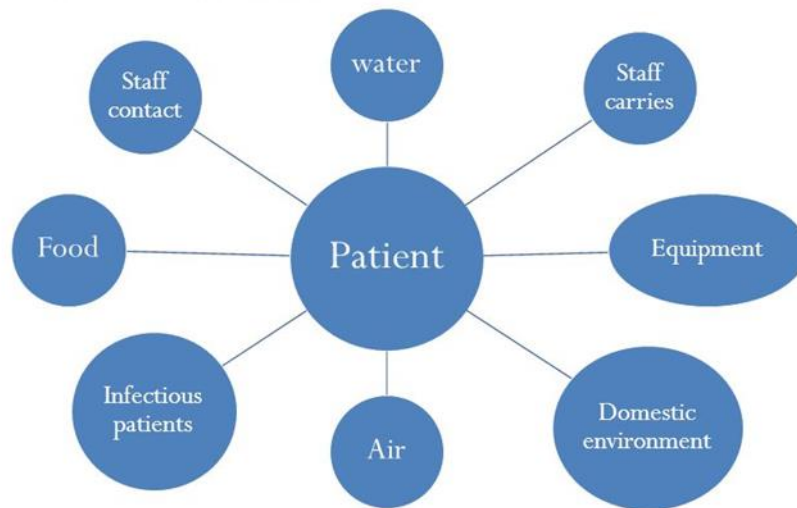 water
Staff
contact
Staff
carries
Food
Patient
Equipment
Infectious
patients
Air
Domestic
environment